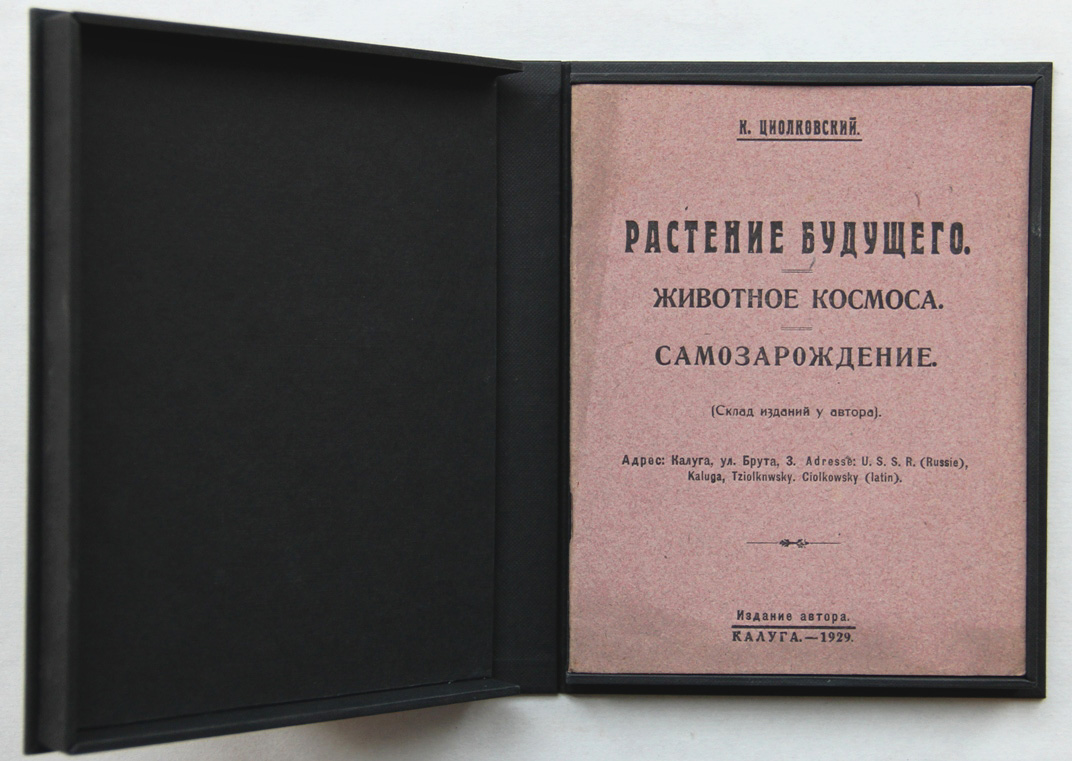 К. ЦИОЛКОВСКИЙ.
РАСТЕНИЕ БУДУЩЕГО.
ЖИВОТНОЕ КОСМОСА.
САМОЗАРОЖДЕНИЕ.
(Склад изданий у автора).
Адрес: Калуга, ул. Брута, 3. Adresse: U. S. S. R. (Russie),
Kaluga, Tziolknwsky. Ciolkowsky (latin).
Издание автора.
КАЛУГА.—1929.